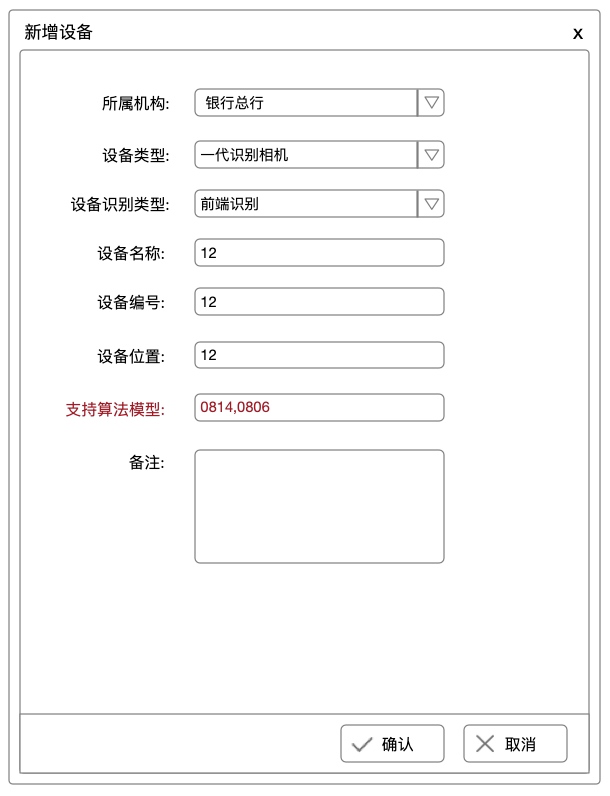 新增设备 x
所属机构: 银行总行
设备类型: 一代识别相机
设备识别类型: 前端识别
设备名称: 12
设备编号: 12
设备位置: 12
支持算法模型: 0814,0806
备注:
确认 取消